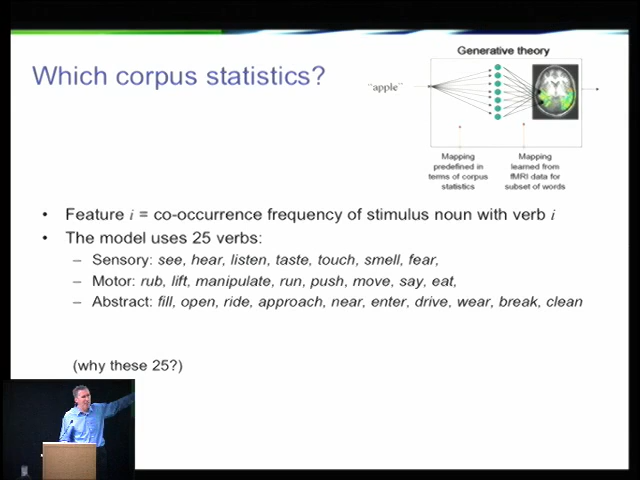 Which corpus statistics?
Generative theory
"apple"
Mapping
predefined in
terms of corpus
statistics
Mapping
learned from
fMRI data for
subset of words
• Feature i = co-occurrence frequency of stimulus noun with verb i
• The model uses 25 verbs:
– Sensory: see, hear, listen, taste, touch, smell, fear,
– Motor: rub, lift, manipulate, run, push, move, say, eat,
– Abstract: fill, open, ride, approach, near, enter, drive, wear, break, clean
(why these 25?)